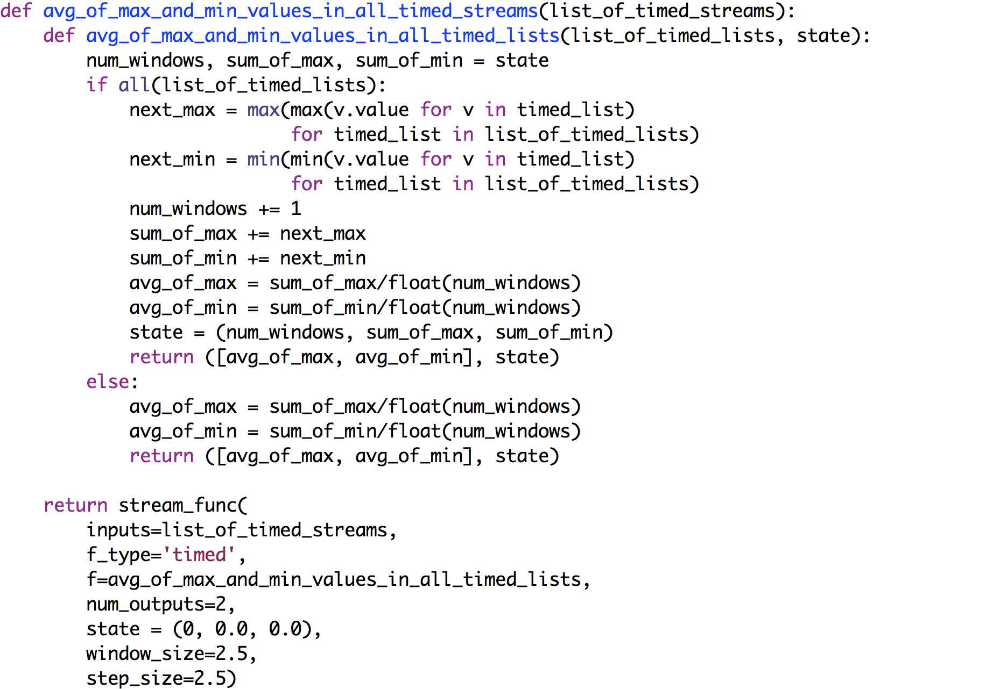 def avg_of_max_and_min_values_in_all_timed_streams(list_of_timed_streams):
    def avg_of_max_and_min_values_in_all_timed_lists(list_of_timed_lists, state):
        num_windows, sum_of_max, sum_of_min = state
        if all(list_of_timed_lists):
            next_max = max(max(v.value for v in timed_list)
                           for timed_list in list_of_timed_lists)
            next_min = min(min(v.value for v in timed_list)
                           for timed_list in list_of_timed_lists)
            num_windows += 1
            sum_of_max += next_max
            sum_of_min += next_min
            avg_of_max = sum_of_max/float(num_windows)
            avg_of_min = sum_of_min/float(num_windows)
            state = (num_windows, sum_of_max, sum_of_min)
            return ([avg_of_max, avg_of_min], state)
        else:
            avg_of_max = sum_of_max/float(num_windows)
            avg_of_min = sum_of_min/float(num_windows)
            return ([avg_of_max, avg_of_min], state)

    return stream_func(
        inputs=list_of_timed_streams,
        f_type='timed',
        f=avg_of_max_and_min_values_in_all_timed_lists,
        num_outputs=2,
        state = (0, 0.0, 0.0),
        window_size=2.5,
        step_size=2.5)